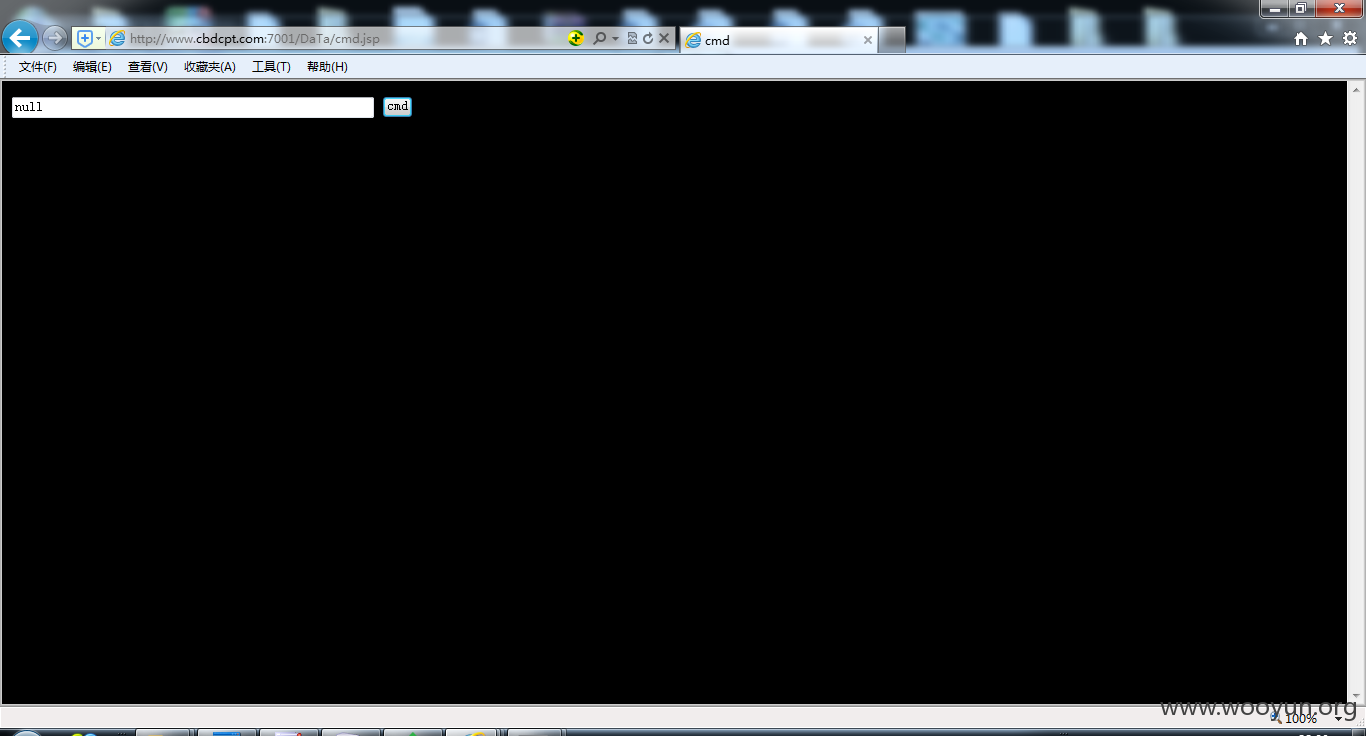 http://www.cbdcpt.com:7001/DaTa/cmd.jsp
cmd
文件(F) 编辑(E) 查看(V) 收藏夹(A) 工具(T) 帮助(H)
null cmd
www.wooyun.org
100%